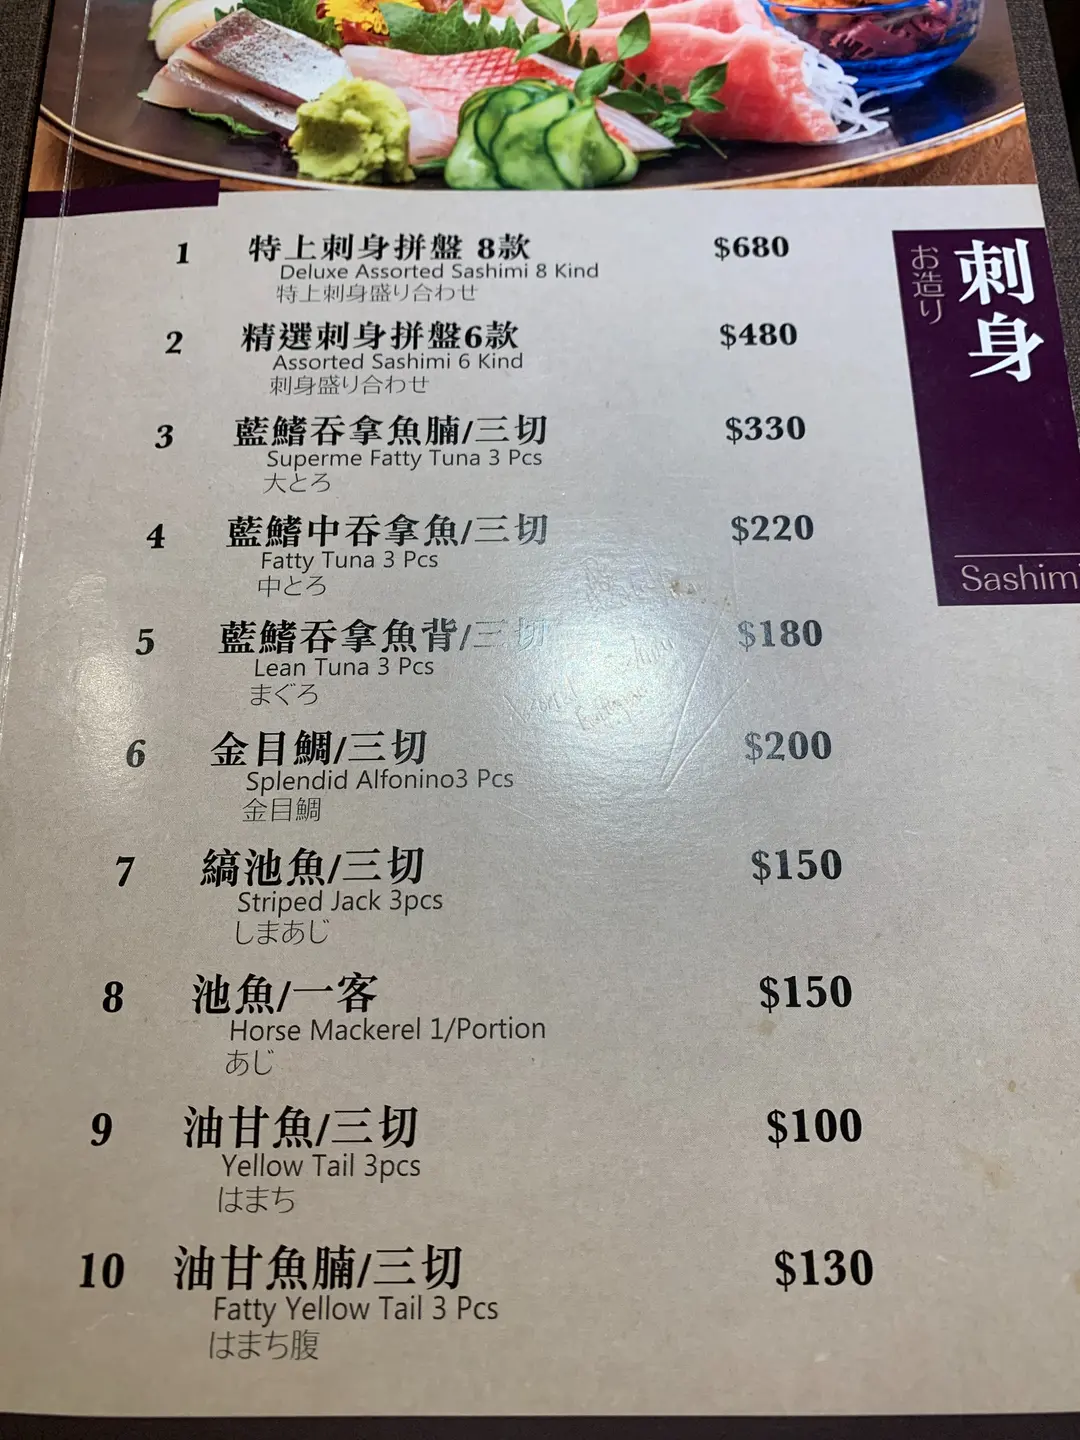 刺身
お造り
Sashimi
1 特上刺身拼盤 8款 $680
Deluxe Assorted Sashimi 8 Kind
特上刺身盛り合わせ
2 精選刺身拼盤6款 $480
Assorted Sashimi 6 Kind
刺身盛り合わせ
3 藍鰭吞拿魚腩/三切 $330
Superme Fatty Tuna 3 Pcs
大とろ
4 藍鰭中吞拿魚/三切 $220
Fatty Tuna 3 Pcs
中とろ
5 藍鰭吞拿魚背/三切 $180
Lean Tuna 3 Pcs
まぐろ
6 金目鯛/三切 $200
Splendid Alfonino3 Pcs
金目鯛
7 縞池魚/三切 $150
Striped Jack 3pcs
しまあじ
8 池魚/一客 $150
Horse Mackerel 1/Portion
あじ
9 油甘魚/三切 $100
Yellow Tail 3pcs
はまち
10 油甘魚腩/三切 $130
Fatty Yellow Tail 3 Pcs
はまち腹